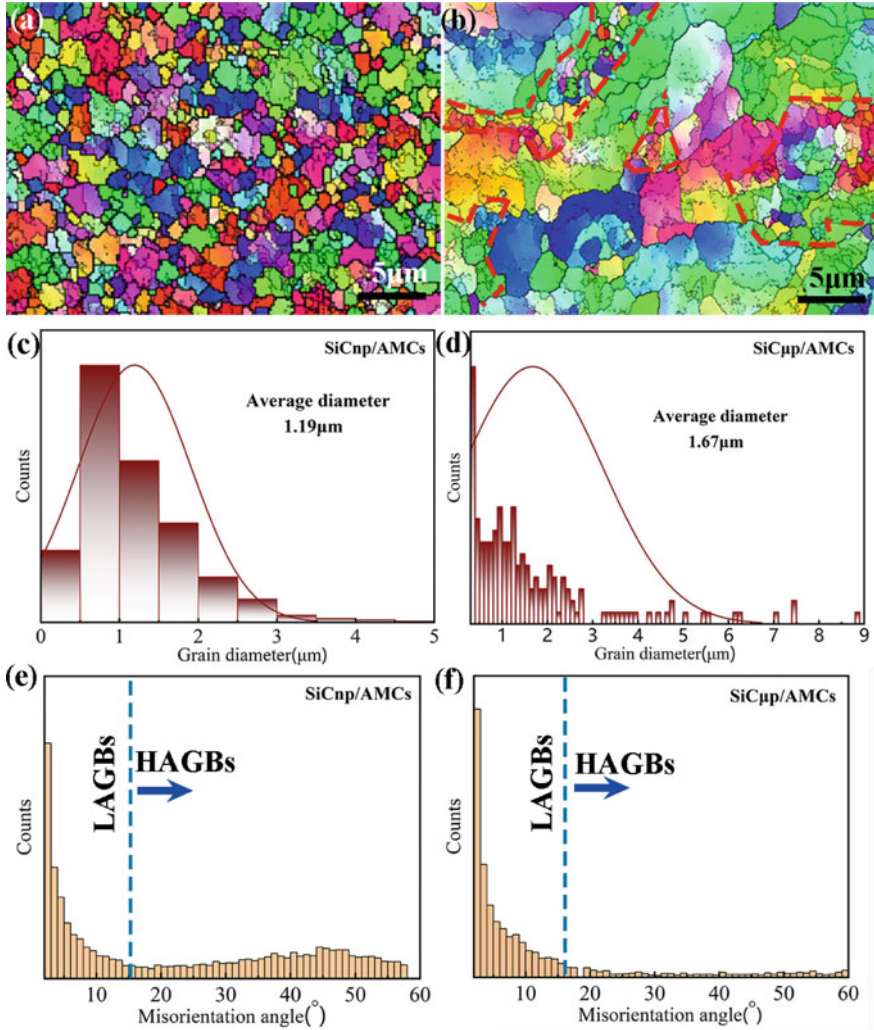 (a)
5μm
(b)
5μm
(c)
SiCnp/AMCs
Average diameter
1.19μm
Counts
0 1 2 3 4 5
Grain diameter(μm)
(d)
SiCμp/AMCs
Average diameter
1.67μm
Counts
1 2 3 4 5 6 7 8 9
Grain diameter(μm)
(e)
SiCnp/AMCs
LAGBs
HAGBs
Counts
10 20 30 40 50 60
Misorientation angle(°)
(f)
SiCμp/AMCs
LAGBs
HAGBs
Counts
10 20 30 40 50 60
Misorientation angle(°)